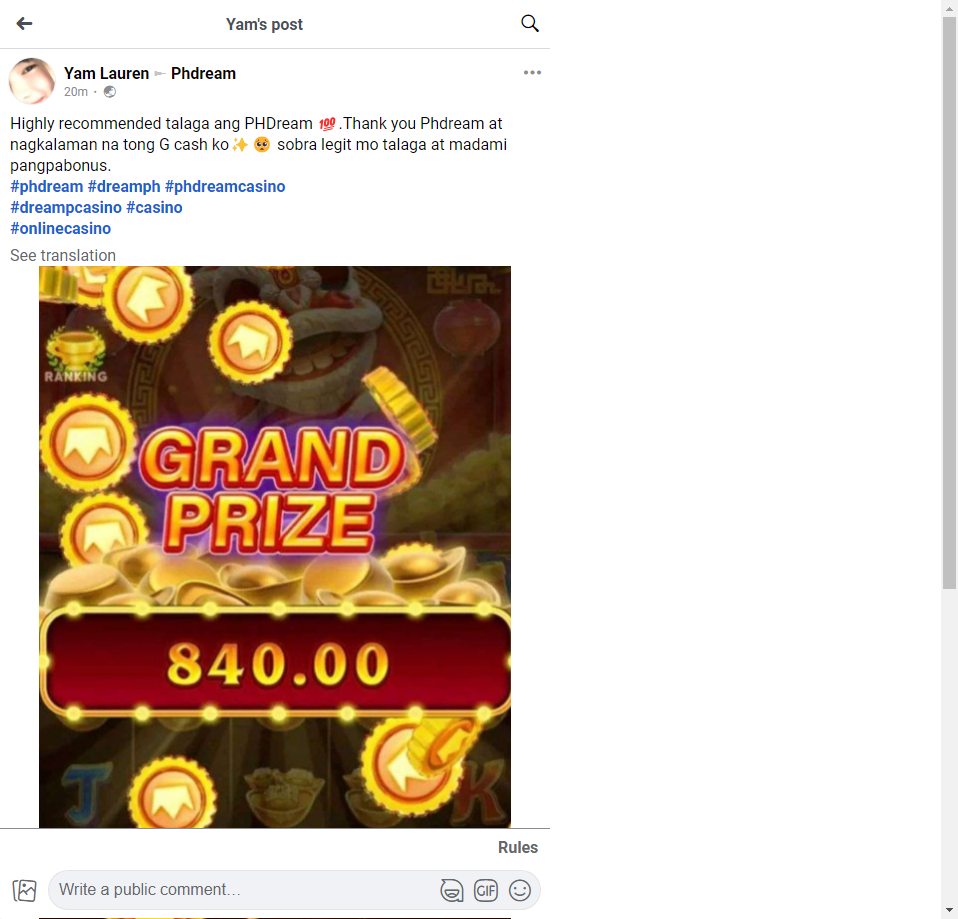 Yam's post
Yam Lauren ▸ Phdream
20m ·
Highly recommended talaga ang PHDream 💯.Thank you Phdream at
nagkalaman na tong G cash ko✨ 🥺 sobra legit mo talaga at madami
pangpabonus.
#phdream #dreamph #phdreamcasino
#dreampcasino #casino
#onlinecasino
See translation
RANKING
GRAND
PRIZE
840.00
J
K
Rules
Write a public comment…
GIF